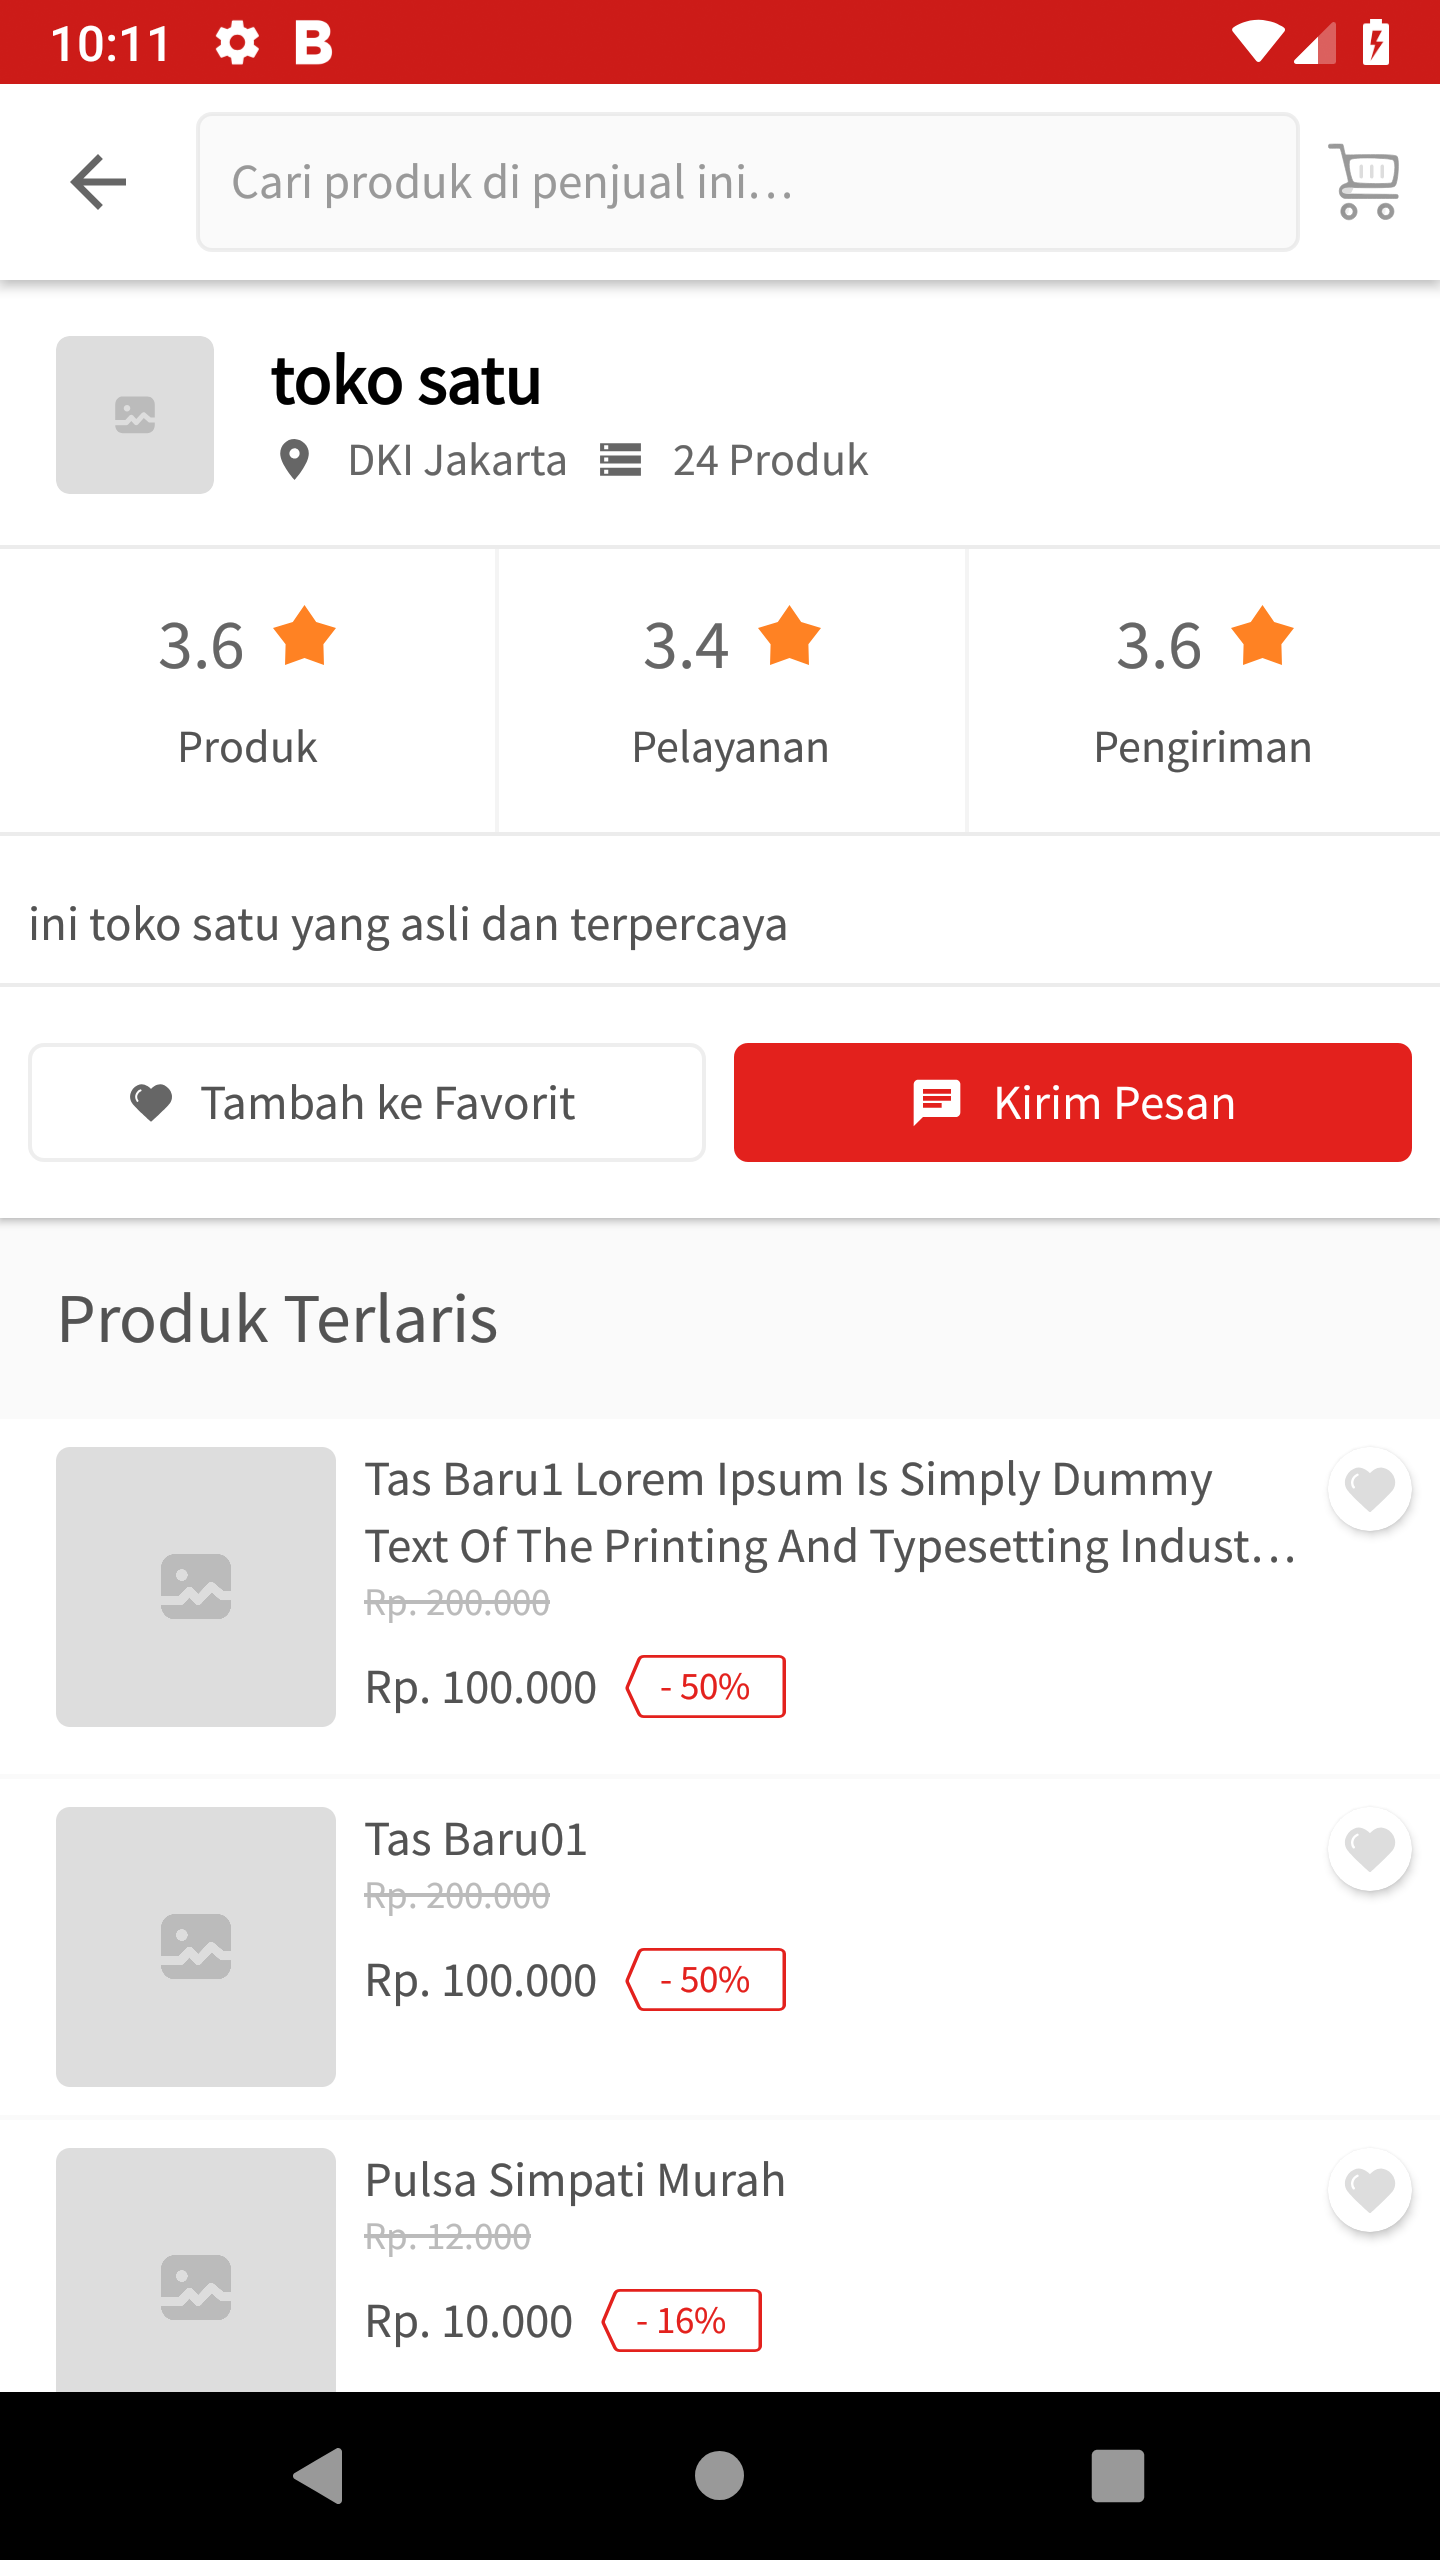 10:11 B
Cari produk di penjual ini...
toko satu
DKI Jakarta 24 Produk
3.6 3.4 3.6
Produk Pelayanan Pengiriman
ini toko satu yang asli dan terpercaya
Tambah ke Favorit Kirim Pesan
Produk Terlaris
Tas Baru1 Lorem Ipsum Is Simply Dummy
Text Of The Printing And Typesetting Indust...
Rp. 200.000
Rp. 100.000 - 50%
Tas Baru01
Rp. 200.000
Rp. 100.000 - 50%
Pulsa Simpati Murah
Rp. 12.000
Rp. 10.000 - 16%